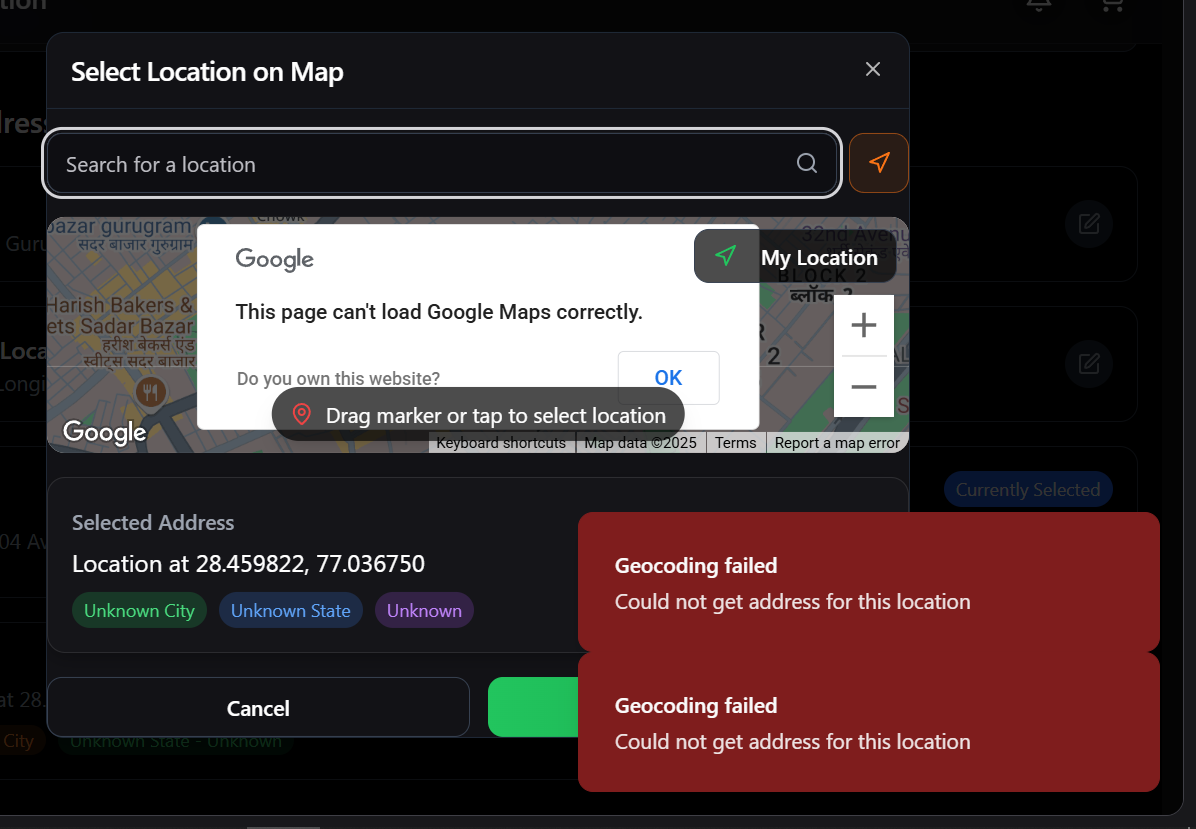 Select Location on Map
Search for a location
bazar gurugram
सदर बाजार गुरुग्राम
Google
This page can't load Google Maps correctly.
Do you own this website?
OK
My Location
32nd Avenu
BLOCK 2
ब्लॉक 2
2
Harish Bakers &
ets Sadar Bazar
हरीश बेकर्स एंड
स्वीट्स सदर बाजार
Drag marker or tap to select location
Google
Keyboard shortcuts
Map data ©2025
Terms
Report a map error
Currently Selected
Selected Address
Location at 28.459822, 77.036750
Unknown City
Unknown State
Unknown
Geocoding failed
Could not get address for this location
Cancel
Geocoding failed
Could not get address for this location
at 28.
City
Unknown State - Unknown